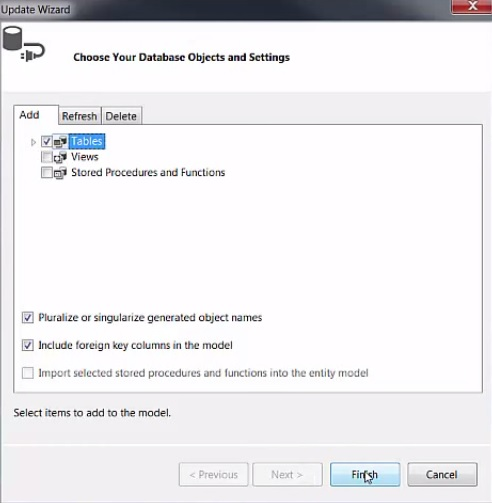 Update Wizard
X
Choose Your Database Objects and Settings
Add Refresh Delete
Tables
Views
Stored Procedures and Functions
Pluralize or singularize generated object names
Include foreign key columns in the model
Import selected stored procedures and functions into the entity model
Select items to add to the model.
< Previous Next > Finish Cancel